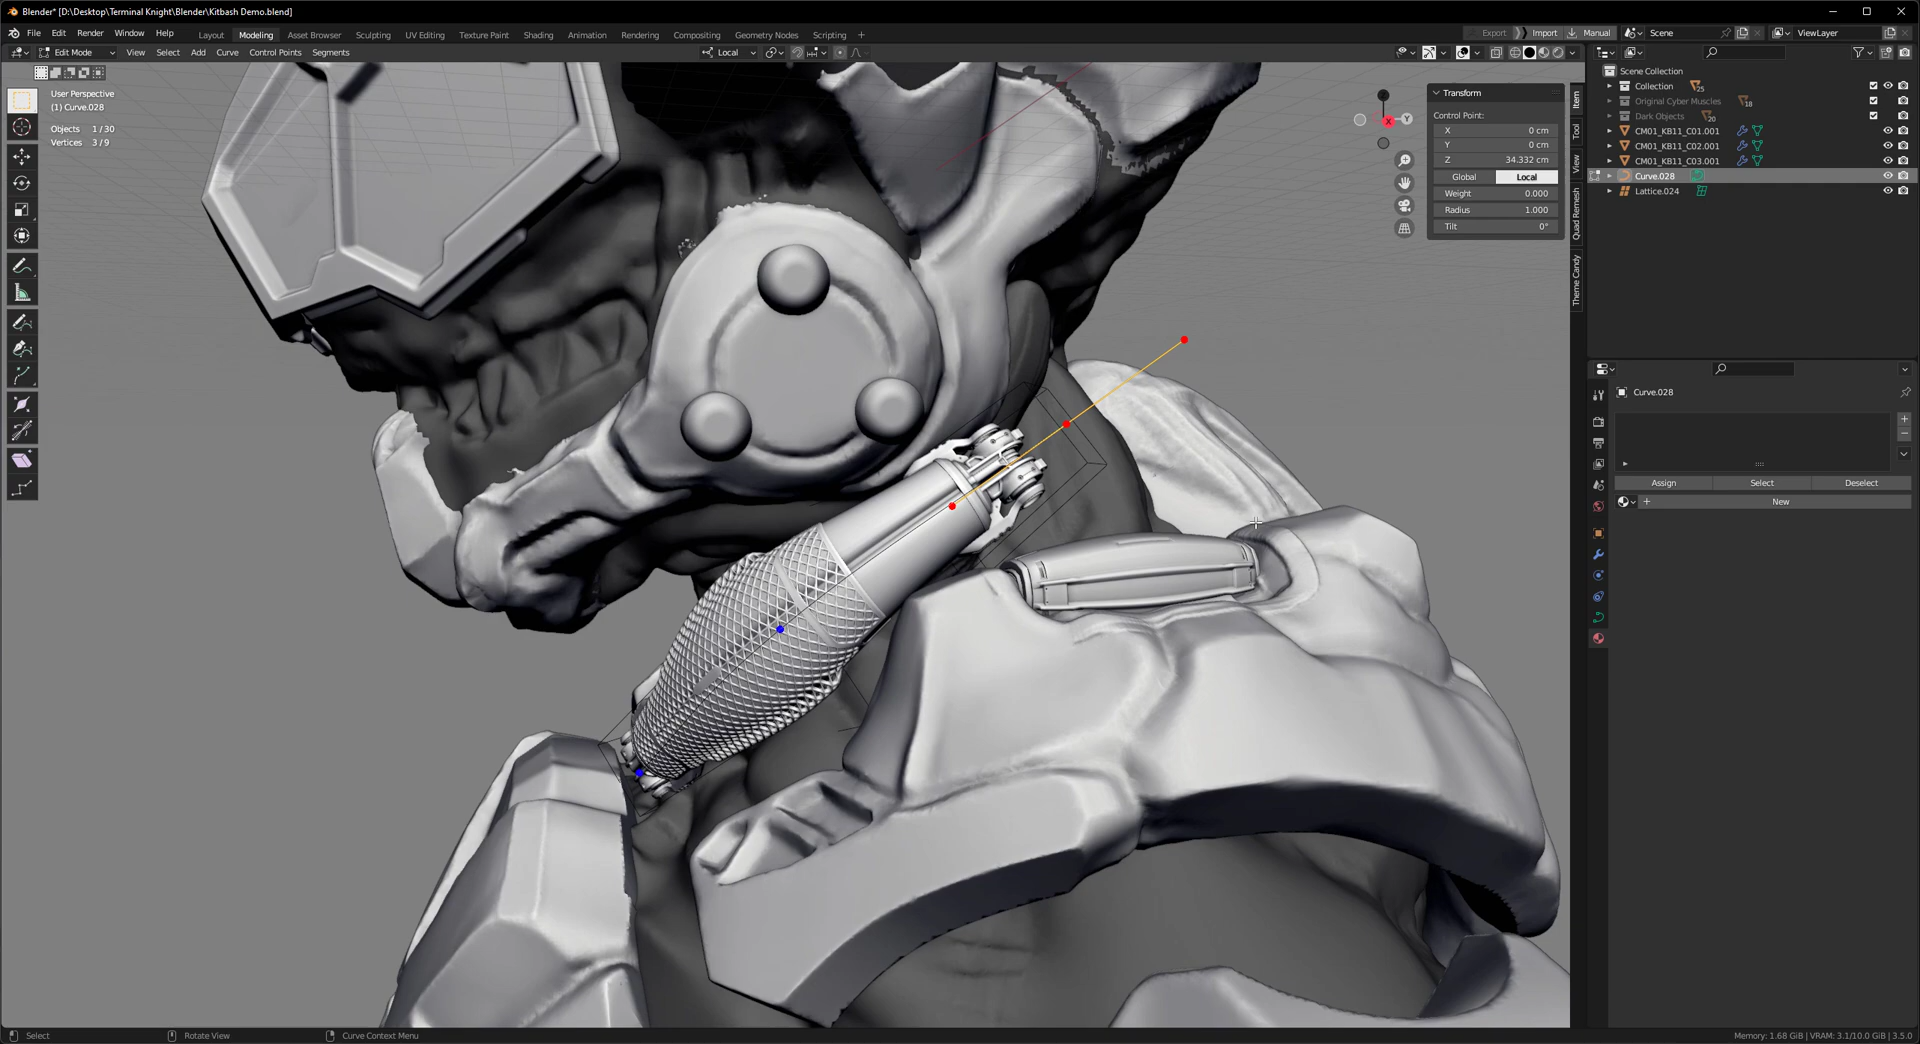 Blender* [D:\Desktop\Terminal Knight\Blender\Kitbash Demo.blend]
File Edit Render Window Help Layout Modeling Asset Browser Sculpting UV Editing Texture Paint Shading Animation Rendering Compositing Geometry Nodes Scripting + Export Import Manual Scene ViewLayer
Edit Mode View Select Add Curve Control Points Segments Local
User Perspective
(1) Curve.028
Objects 1 / 30
Vertices 3 / 9
X
Y
Transform
Control Point:
X 0 cm
Y 0 cm
Z 34.332 cm
Global Local
Weight 0.000
Radius 1.000
Tilt 0°
Item
Tool
View
Quad Remesh
Theme Candy
Scene Collection
Collection 25
Original Cyber Muscles 18
Dark Objects 20
CM01_KB11_C01.001
CM01_KB11_C02.001
CM01_KB11_C03.001
Curve.028
Lattice.024
Curve.028
Assign Select Deselect
New
Select Rotate View Curve Context Menu Memory: 1.68 GiB | VRAM: 3.1/10.0 GiB | 3.5.0